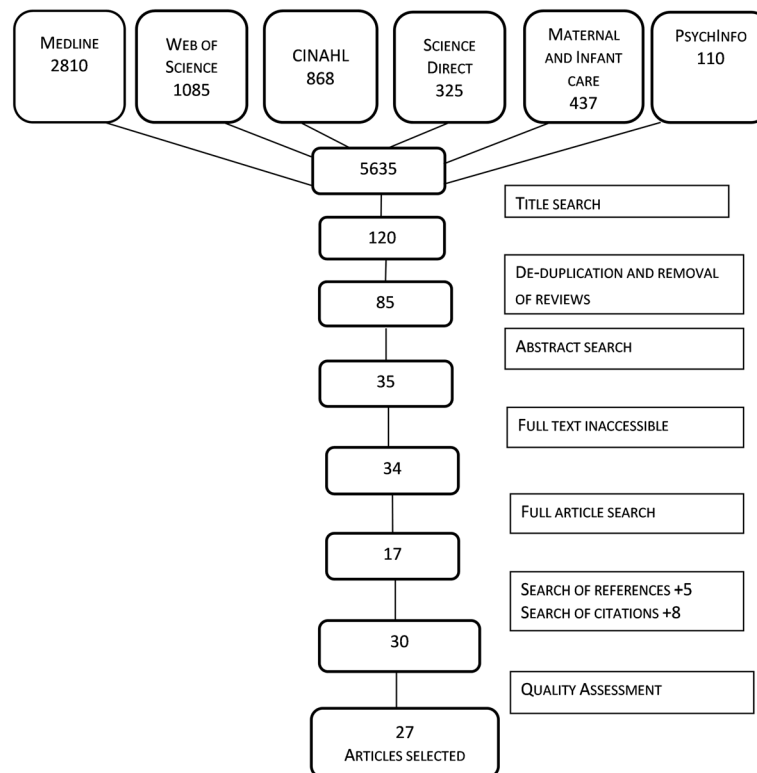 MEDLINE
2810
WEB OF
SCIENCE
1085
CINAHL
868
SCIENCE
DIRECT
325
MATERNAL
AND INFANT
CARE
437
PSYCHINFO
110
5635
TITLE SEARCH
120
DE-DUPLICATION AND REMOVAL
OF REVIEWS
85
ABSTRACT SEARCH
35
FULL TEXT INACCESSIBLE
34
FULL ARTICLE SEARCH
17
SEARCH OF REFERENCES +5
SEARCH OF CITATIONS +8
30
QUALITY ASSESSMENT
27
ARTICLES SELECTED